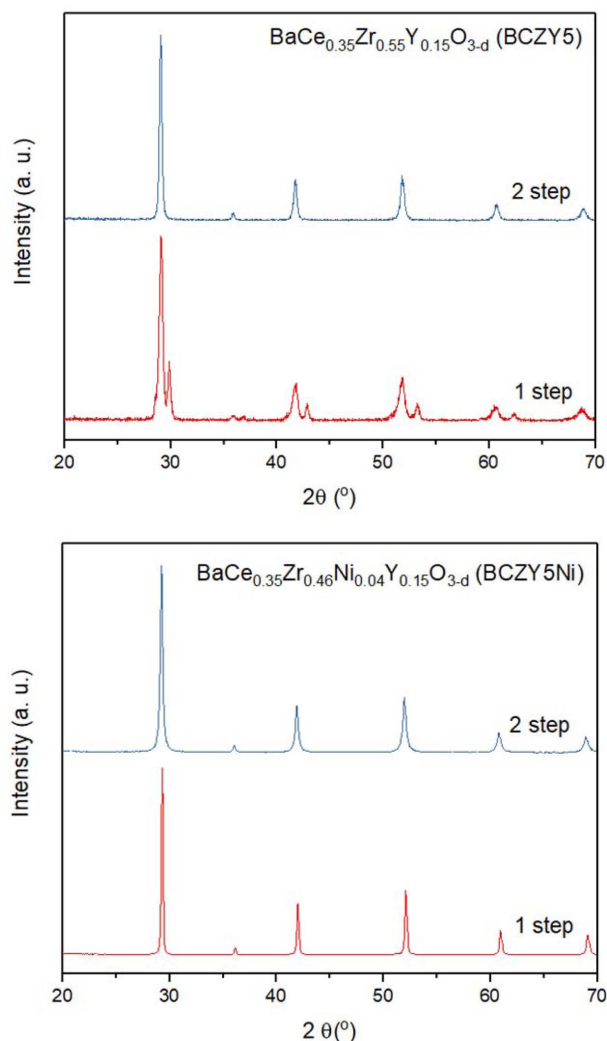 BaCe0.35Zr0.55Y0.15O3-d (BCZY5)
Intensity (a. u.)
2 step
1 step
20 30 40 50 60 70
2θ (o)
BaCe0.35Zr0.46Ni0.04Y0.15O3-d (BCZY5Ni)
Intensity (a. u.)
2 step
1 step
20 30 40 50 60 70
2 θ(o)